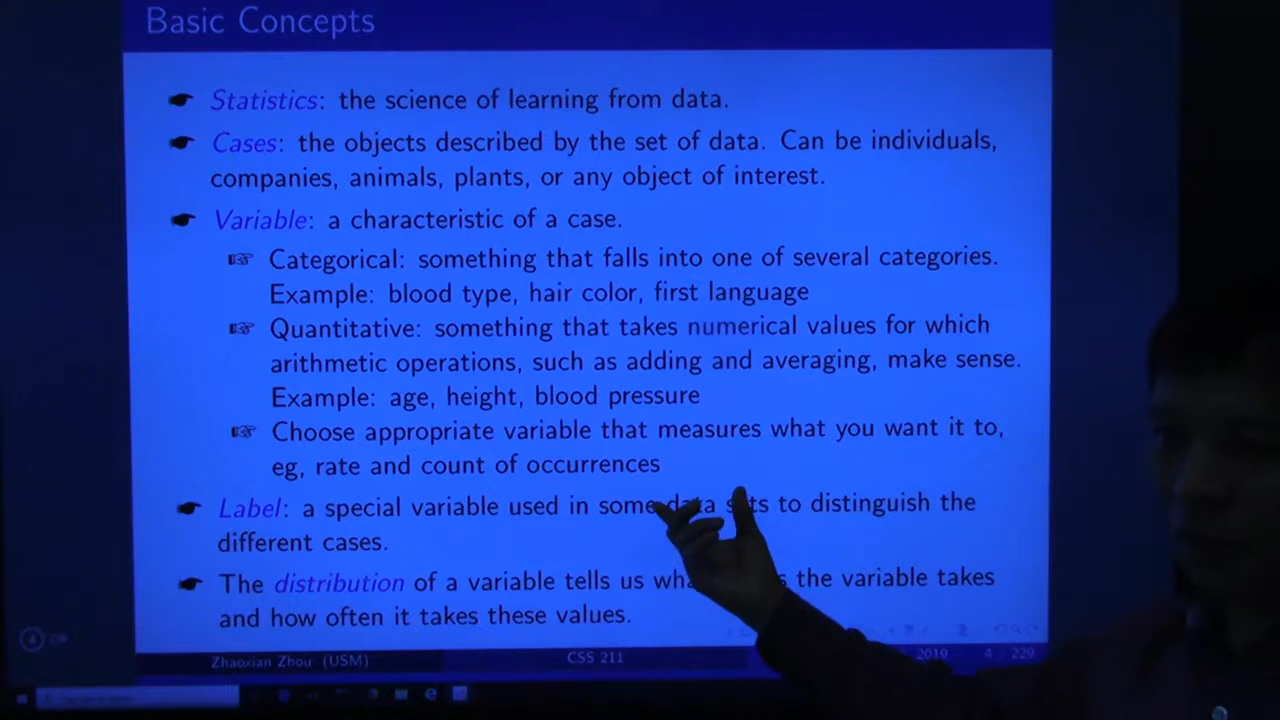 Basic Concepts
Statistics: the science of learning from data.
Cases: the objects described by the set of data. Can be individuals,
companies, animals, plants, or any object of interest.
Variable: a characteristic of a case.
Categorical: something that falls into one of several categories.
Example: blood type, hair color, first language
Quantitative: something that takes numerical values for which
arithmetic operations, such as adding and averaging, make sense.
Example: age, height, blood pressure
Choose appropriate variable that measures what you want it to,
eg, rate and count of occurrences
Label: a special variable used in some data sets to distinguish the
different cases.
The distribution of a variable tells us the variable takes
and how often it takes these values.
Zhaoxian Zhou (USM) CSS 211 2019 4 229